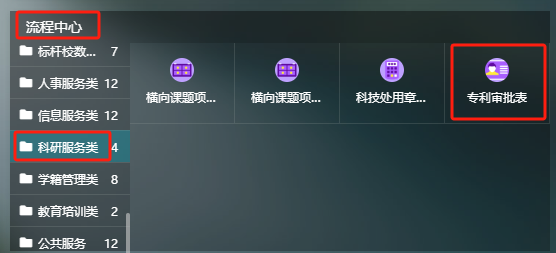 流程中心
标杆校数... 7
人事服务类 12
信息服务类 12
科研服务类 4
学籍管理类 8
教育培训类 2
公共服务 12
横向课题项... 横向课题项... 科技处用章... 专利审批表